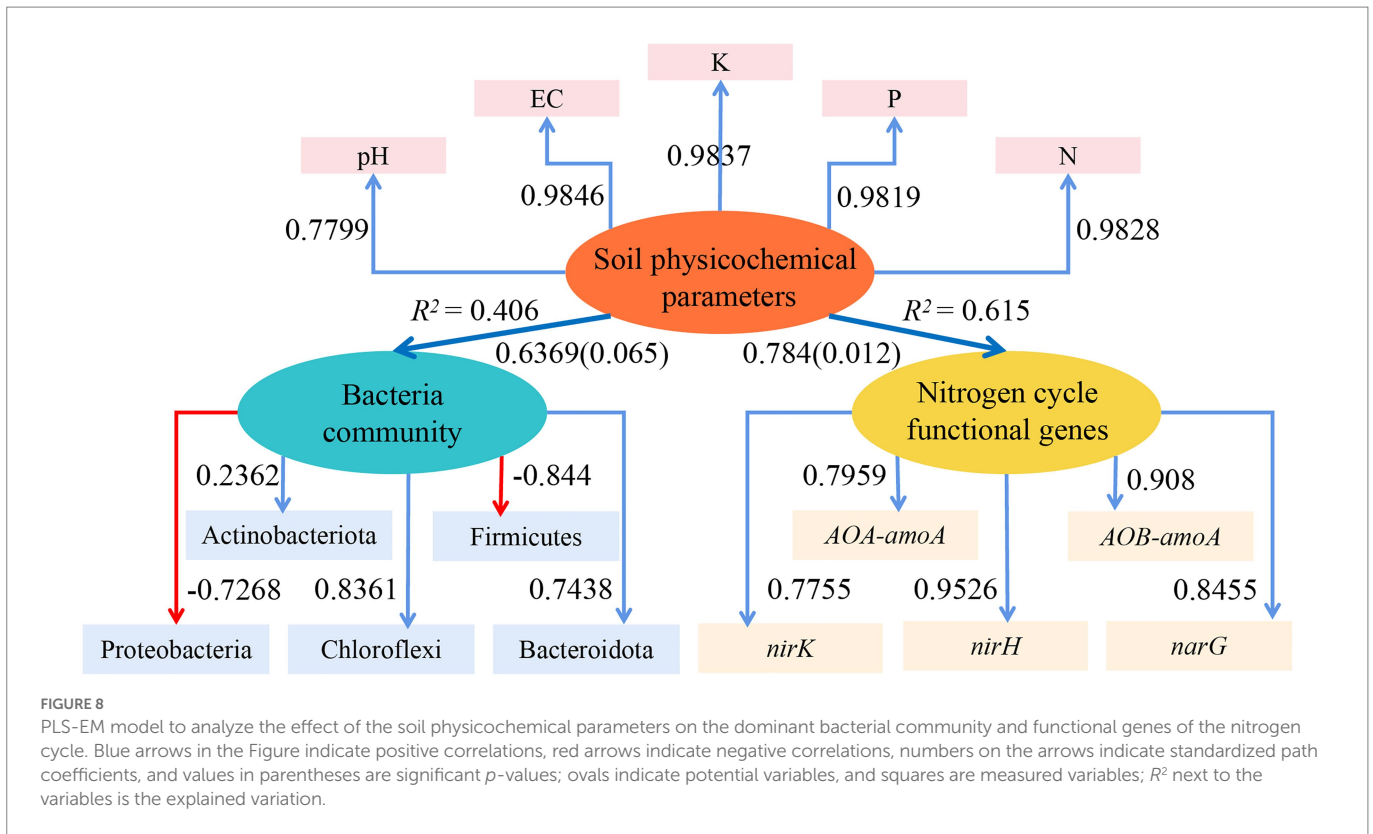 K
EC
P
pH
N
0.9837
0.9846
0.9819
0.7799
0.9828
Soil physicochemical
parameters
R² = 0.406
R² = 0.615
0.6369(0.065)
0.784(0.012)
Bacteria
community
Nitrogen cycle
functional genes
0.2362
-0.844
0.7959
0.908
Actinobacteriota
Firmicutes
AOA-amoA
AOB-amoA
-0.7268
0.8361
0.7438
0.7755
0.9526
0.8455
Proteobacteria
Chloroflexi
Bacteroidota
nirK
nirH
narG
FIGURE 8
PLS-EM model to analyze the effect of the soil physicochemical parameters on the dominant bacterial community and functional genes of the nitrogen
cycle. Blue arrows in the Figure indicate positive correlations, red arrows indicate negative correlations, numbers on the arrows indicate standardized path
coefficients, and values in parentheses are significant p-values; ovals indicate potential variables, and squares are measured variables; R² next to the
variables is the explained variation.